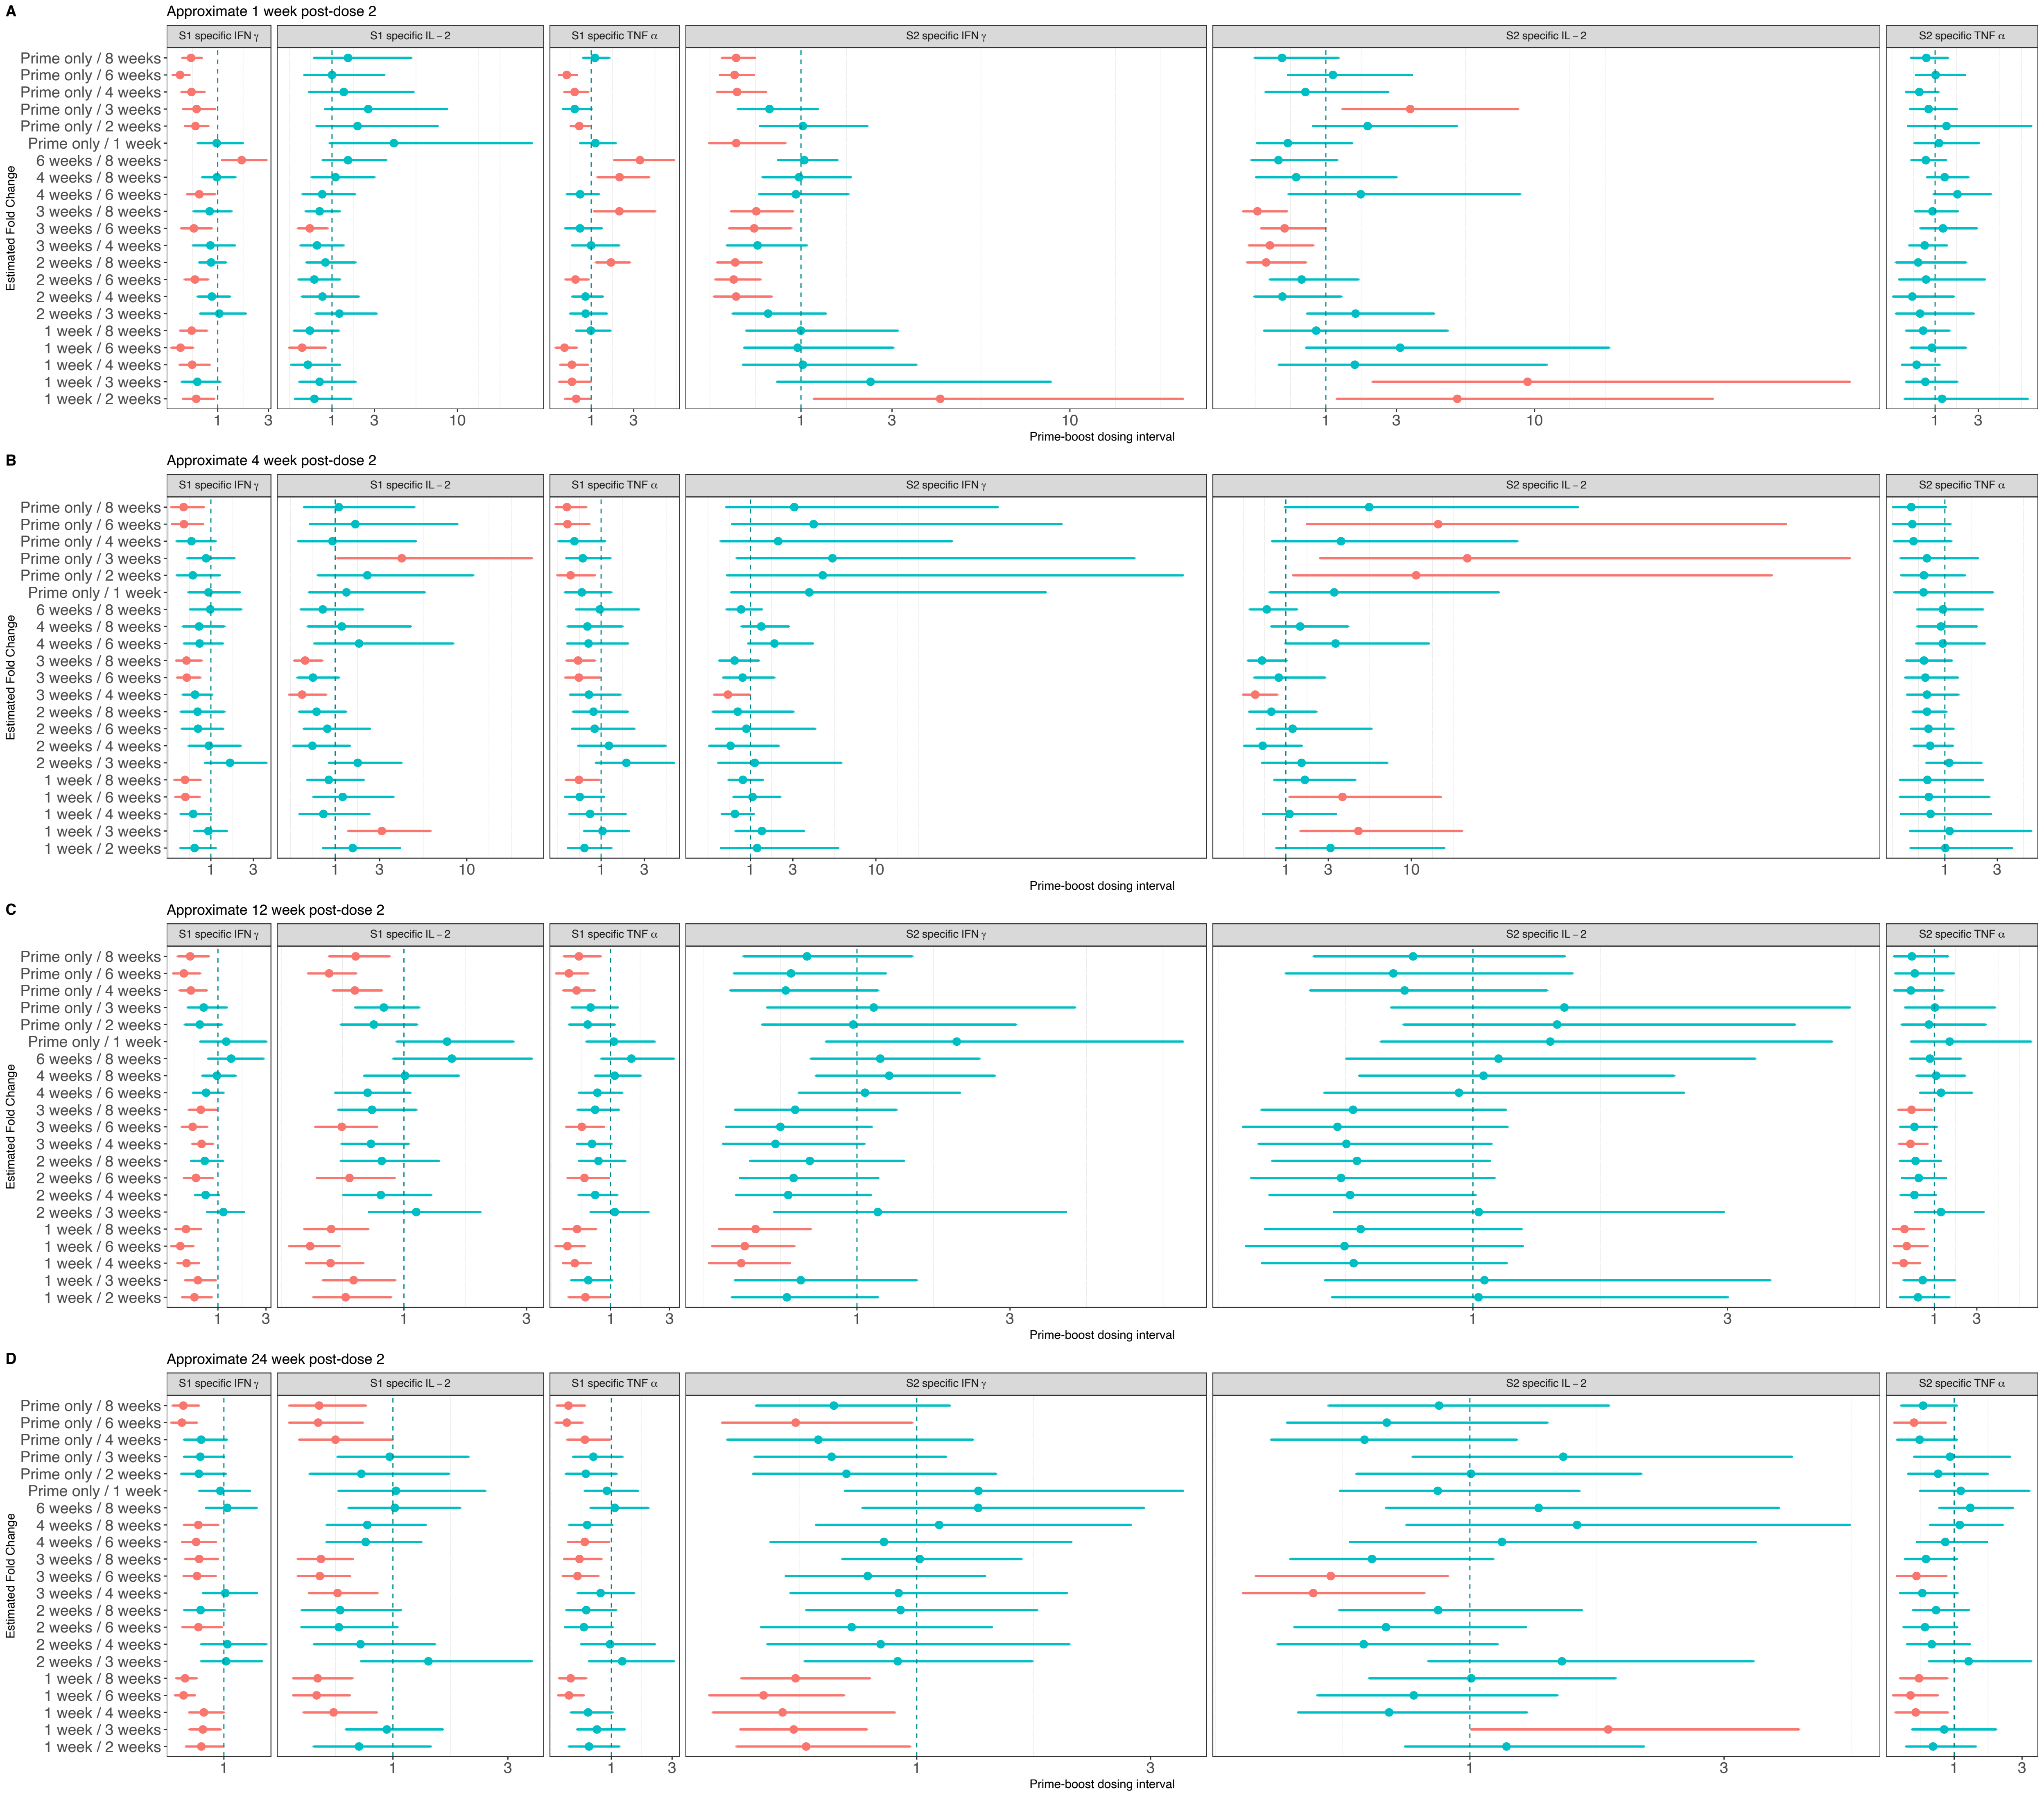 A
Approximate 1 week post-dose 2
S1 specific IFN γ
S1 specific IL − 2
S1 specific TNF α
S2 specific IFN γ
S2 specific IL − 2
S2 specific TNF α
Estimated Fold Change
Prime only / 8 weeks
Prime only / 6 weeks
Prime only / 4 weeks
Prime only / 3 weeks
Prime only / 2 weeks
Prime only / 1 week
6 weeks / 8 weeks
4 weeks / 8 weeks
4 weeks / 6 weeks
3 weeks / 8 weeks
3 weeks / 6 weeks
3 weeks / 4 weeks
2 weeks / 8 weeks
2 weeks / 6 weeks
2 weeks / 4 weeks
2 weeks / 3 weeks
1 week / 8 weeks
1 week / 6 weeks
1 week / 4 weeks
1 week / 3 weeks
1 week / 2 weeks
1 3 1 3 10 1 3 1 3 10 1 3 10 1 3
Prime-boost dosing interval
B
Approximate 4 week post-dose 2
S1 specific IFN γ
S1 specific IL − 2
S1 specific TNF α
S2 specific IFN γ
S2 specific IL − 2
S2 specific TNF α
Estimated Fold Change
Prime only / 8 weeks
Prime only / 6 weeks
Prime only / 4 weeks
Prime only / 3 weeks
Prime only / 2 weeks
Prime only / 1 week
6 weeks / 8 weeks
4 weeks / 8 weeks
4 weeks / 6 weeks
3 weeks / 8 weeks
3 weeks / 6 weeks
3 weeks / 4 weeks
2 weeks / 8 weeks
2 weeks / 6 weeks
2 weeks / 4 weeks
2 weeks / 3 weeks
1 week / 8 weeks
1 week / 6 weeks
1 week / 4 weeks
1 week / 3 weeks
1 week / 2 weeks
1 3 1 3 10 1 3 1 3 10 1 3 10 1 3
Prime-boost dosing interval
C
Approximate 12 week post-dose 2
S1 specific IFN γ
S1 specific IL − 2
S1 specific TNF α
S2 specific IFN γ
S2 specific IL − 2
S2 specific TNF α
Estimated Fold Change
Prime only / 8 weeks
Prime only / 6 weeks
Prime only / 4 weeks
Prime only / 3 weeks
Prime only / 2 weeks
Prime only / 1 week
6 weeks / 8 weeks
4 weeks / 8 weeks
4 weeks / 6 weeks
3 weeks / 8 weeks
3 weeks / 6 weeks
3 weeks / 4 weeks
2 weeks / 8 weeks
2 weeks / 6 weeks
2 weeks / 4 weeks
2 weeks / 3 weeks
1 week / 8 weeks
1 week / 6 weeks
1 week / 4 weeks
1 week / 3 weeks
1 week / 2 weeks
1 3 1 3 1 3 1 3 1 3 1 3
Prime-boost dosing interval
D
Approximate 24 week post-dose 2
S1 specific IFN γ
S1 specific IL − 2
S1 specific TNF α
S2 specific IFN γ
S2 specific IL − 2
S2 specific TNF α
Estimated Fold Change
Prime only / 8 weeks
Prime only / 6 weeks
Prime only / 4 weeks
Prime only / 3 weeks
Prime only / 2 weeks
Prime only / 1 week
6 weeks / 8 weeks
4 weeks / 8 weeks
4 weeks / 6 weeks
3 weeks / 8 weeks
3 weeks / 6 weeks
3 weeks / 4 weeks
2 weeks / 8 weeks
2 weeks / 6 weeks
2 weeks / 4 weeks
2 weeks / 3 weeks
1 week / 8 weeks
1 week / 6 weeks
1 week / 4 weeks
1 week / 3 weeks
1 week / 2 weeks
1 1 3 1 3 1 3 1 3 1 3
Prime-boost dosing interval